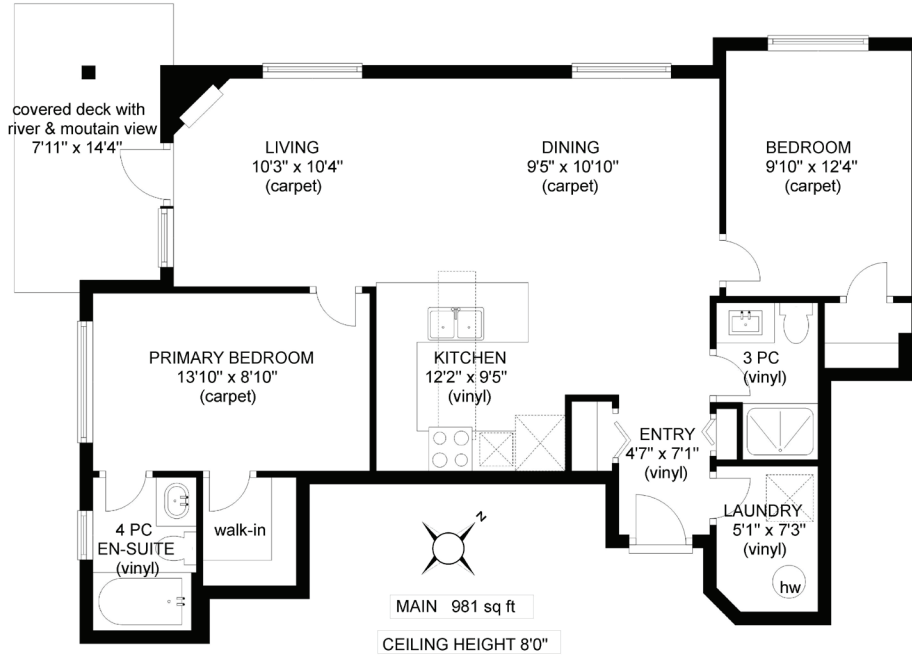 covered deck with
river & moutain view
7'11" x 14'4"
LIVING
10'3" x 10'4"
(carpet)
DINING
9'5" x 10'10"
(carpet)
BEDROOM
9'10" x 12'4"
(carpet)
PRIMARY BEDROOM
13'10" x 8'10"
(carpet)
KITCHEN
12'2" x 9'5"
(vinyl)
3 PC
(vinyl)
ENTRY
4'7" x 7'1"
(vinyl)
4 PC
EN-SUITE
(vinyl)
walk-in
LAUNDRY
5'1" x 7'3"
(vinyl)
hw
N
MAIN 981 sq ft
CEILING HEIGHT 8'0"